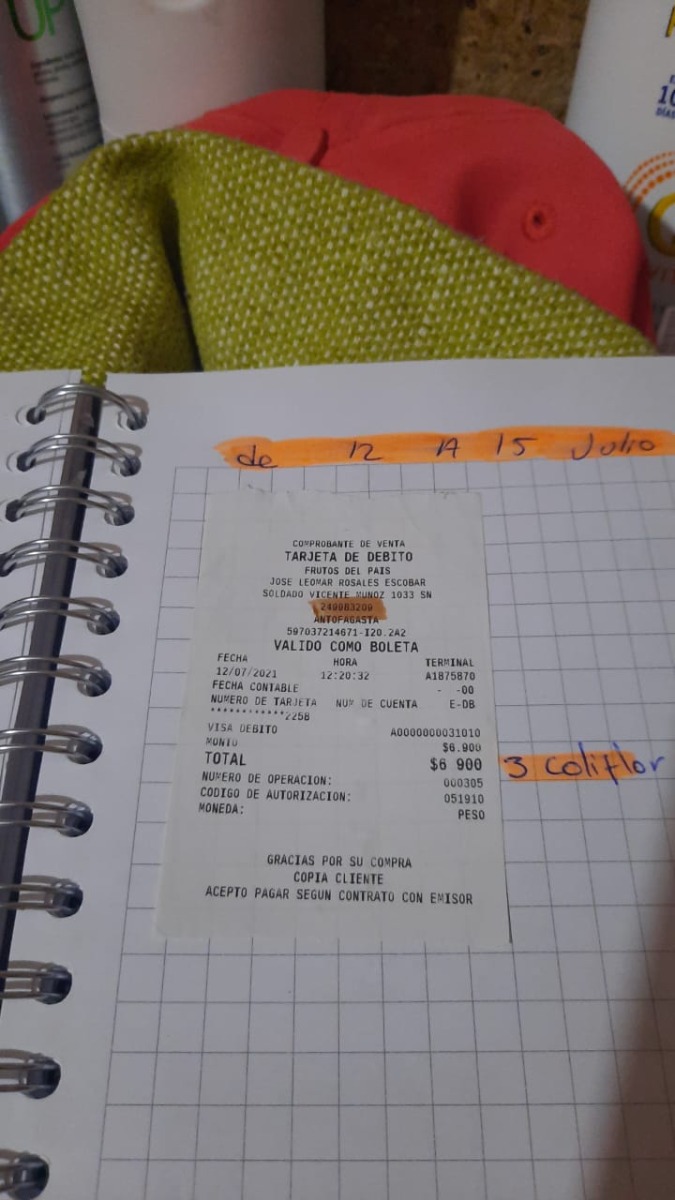 UP
10
de 12 A 15 Julio
COMPROBANTE DE VENTA
TARJETA DE DEBITO
FRUTOS DEL PAIS
JOSE LEOMAR ROSALES ESCOBAR
SOLDADO VICENTE MUNOZ 1033 SN
249983209
ANTOFAGASTA
597037214671-I20.2A2
VALIDO COMO BOLETA
FECHA HORA TERMINAL
12/07/2021 12:20:32 A1875870
FECHA CONTABLE - -00
NUMERO DE TARJETA NUM DE CUENTA E-DB
************2258
VISA DEBITO A0000000031010
MONTO $6.900
TOTAL $6 900 3 coliflor
NUMERO DE OPERACION: 000305
CODIGO DE AUTORIZACION: 051910
MONEDA: PESO
GRACIAS POR SU COMPRA
COPIA CLIENTE
ACEPTO PAGAR SEGUN CONTRATO CON EMISOR